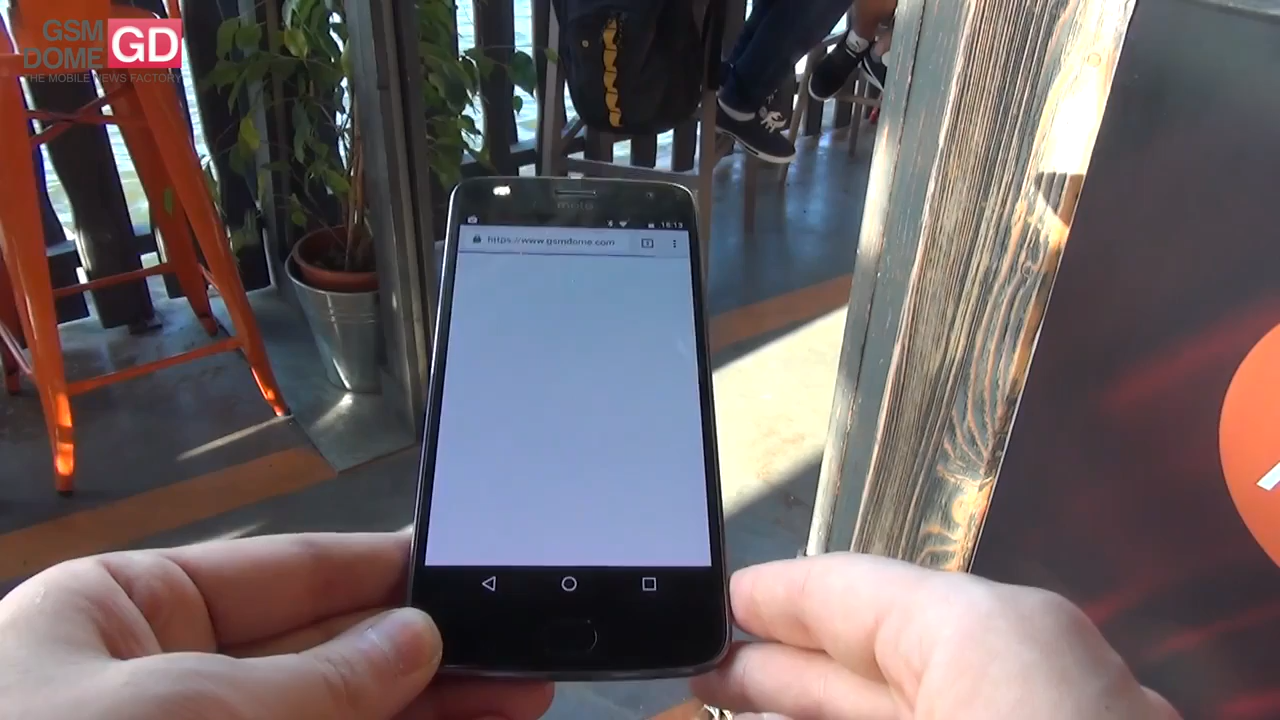 GSM
DOME GD
THE MOBILE NEWS FACTORY
moto
16:13
https://www.gsmdome.com